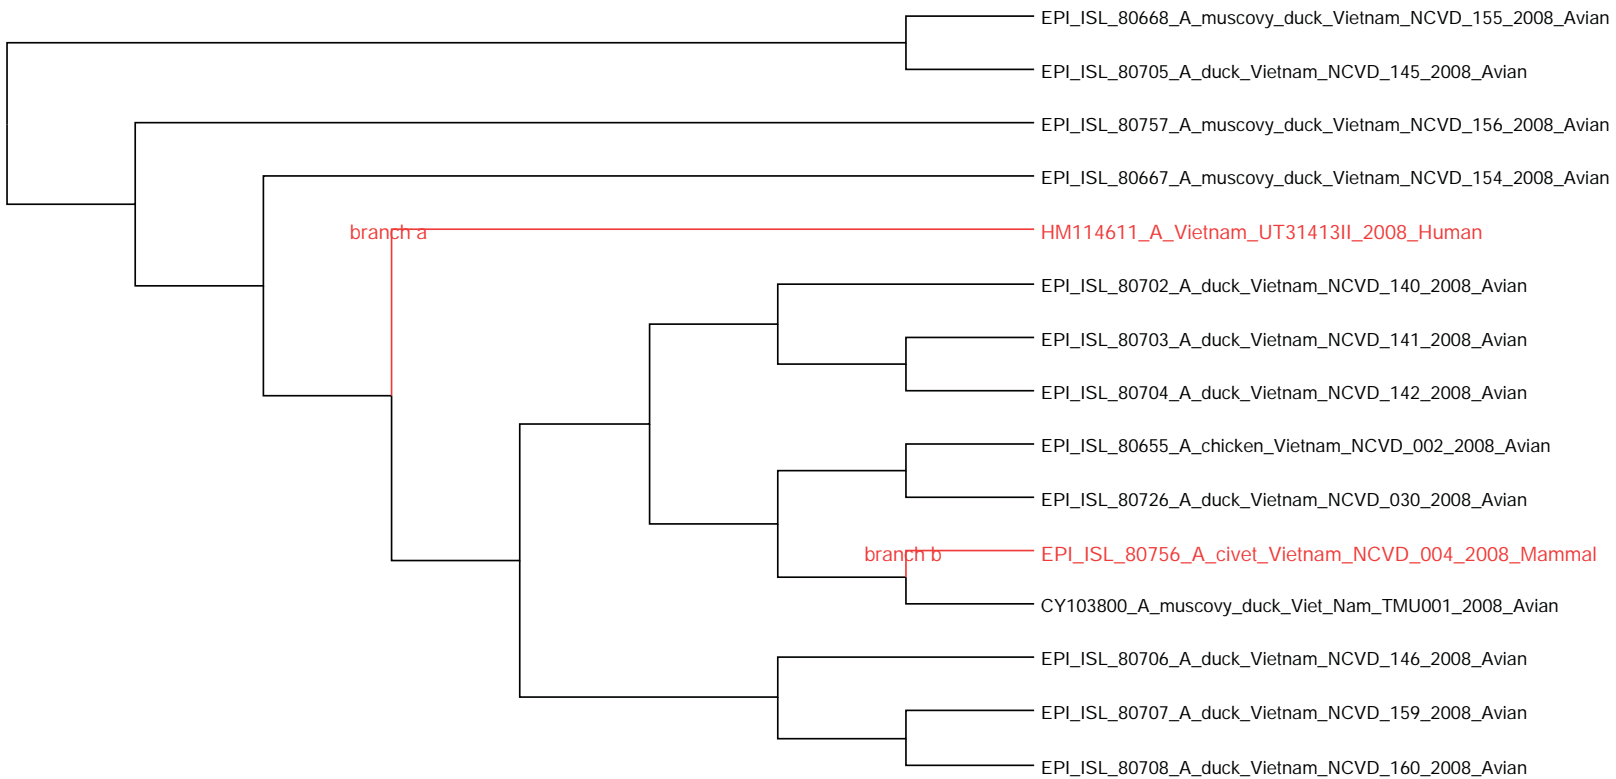 EPI_ISL_80668_A_muscovy_duck_Vietnam_NCVD_155_2008_Avian
EPI_ISL_80705_A_duck_Vietnam_NCVD_145_2008_Avian
EPI_ISL_80757_A_muscovy_duck_Vietnam_NCVD_156_2008_Avian
EPI_ISL_80667_A_muscovy_duck_Vietnam_NCVD_154_2008_Avian
branch a
HM114611_A_Vietnam_UT31413II_2008_Human
EPI_ISL_80702_A_duck_Vietnam_NCVD_140_2008_Avian
EPI_ISL_80703_A_duck_Vietnam_NCVD_141_2008_Avian
EPI_ISL_80704_A_duck_Vietnam_NCVD_142_2008_Avian
EPI_ISL_80655_A_chicken_Vietnam_NCVD_002_2008_Avian
EPI_ISL_80726_A_duck_Vietnam_NCVD_030_2008_Avian
branch b
EPI_ISL_80756_A_civet_Vietnam_NCVD_004_2008_Mammal
CY103800_A_muscovy_duck_Viet_Nam_TMU001_2008_Avian
EPI_ISL_80706_A_duck_Vietnam_NCVD_146_2008_Avian
EPI_ISL_80707_A_duck_Vietnam_NCVD_159_2008_Avian
EPI_ISL_80708_A_duck_Vietnam_NCVD_160_2008_Avian